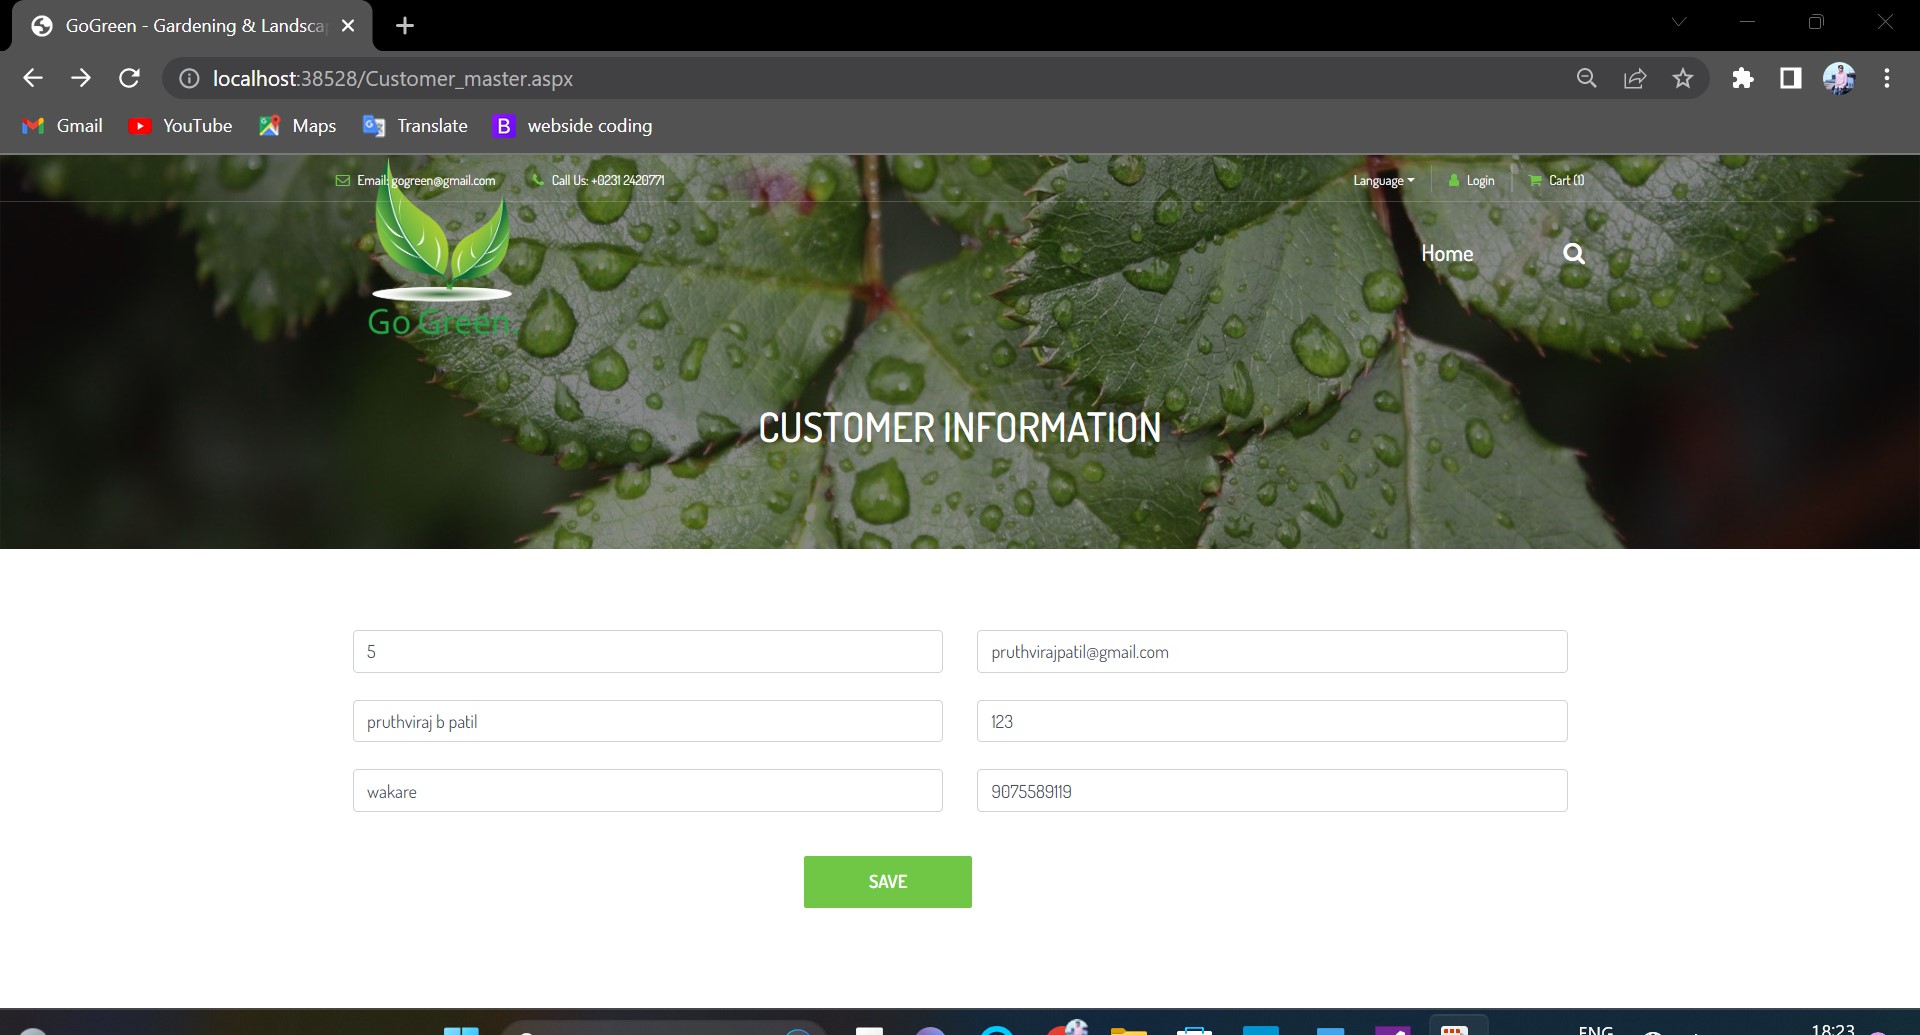 GoGreen - Gardening & Landsca
localhost:38528/Customer_master.aspx
Gmail YouTube Maps Translate B webside coding
Email: gogreen@gmail.com Call Us: +0231 2420771 Language Login Cart (1)
Home
Go Green
CUSTOMER INFORMATION
5 pruthvirajpatil@gmail.com
pruthviraj b patil 123
wakare 9075589119
SAVE
ENG 18:23